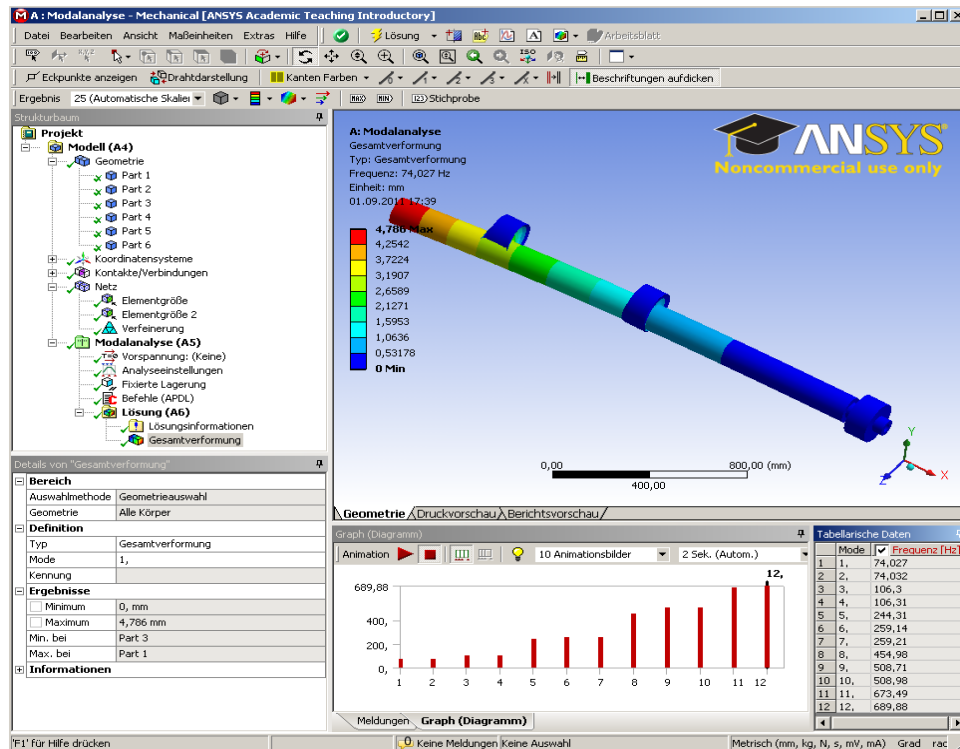 A : Modalanalyse - Mechanical [ANSYS Academic Teaching Introductory]
Datei Bearbeiten Ansicht Maßeinheiten Extras Hilfe Lösung Arbeitsblatt
Eckpunkte anzeigen Drahtdarstellung Kanten Farben Beschriftungen aufdicken
Ergebnis 25 (Automatische Skalier MAX MIN Stichprobe
Strukturbaum
Projekt
Modell (A4)
Geometrie
Part 1
Part 2
Part 3
Part 4
Part 5
Part 6
Koordinatensysteme
Kontakte/Verbindungen
Netz
Elementgröße
Elementgröße 2
Verfeinerung
Modalanalyse (A5)
Vorspannung: (Keine)
Analyseeinstellungen
Fixierte Lagerung
Befehle (APDL)
Lösung (A6)
Lösungsinformationen
Gesamtverformung
A: Modalanalyse
Gesamtverformung
Typ: Gesamtverformung
Frequenz: 74,027 Hz
Einheit: mm
01.09.2011 17:39
4,786 Max
4,2542
3,7224
3,1907
2,6589
2,1271
1,5953
1,0636
0,53178
0 Min
ANSYS
Noncommercial use only
0,00 800,00 (mm)
400,00
Y
X
Z
Geometrie Druckvorschau Berichtsvorschau
Details von "Gesamtverformung"
Bereich
Auswahlmethode Geometrieauswahl
Geometrie Alle Körper
Definition
Typ Gesamtverformung
Mode 1,
Kennung
Ergebnisse
Minimum 0, mm
Maximum 4,786 mm
Min. bei Part 3
Max. bei Part 1
Informationen
Graph (Diagramm)
Animation 10 Animationsbilder 2 Sek. (Autom.)
12,
689,88
400,
200
0,
1 2 3 4 5 6 7 8 9 10 11 12
Meldungen Graph (Diagramm)
Tabellarische Daten
Mode Frequenz [Hz]
1 1, 74,027
2 2, 74,032
3 3, 106,3
4 4, 106,31
5 5, 244,31
6 6, 259,14
7 7, 259,21
8 8, 454,98
9 9, 508,71
10 10, 508,98
11 11, 673,49
12 12, 689,88
'F1' für Hilfe drücken Keine Meldungen Keine Auswahl Metrisch (mm, kg, N, s, mV, mA) Grad rad